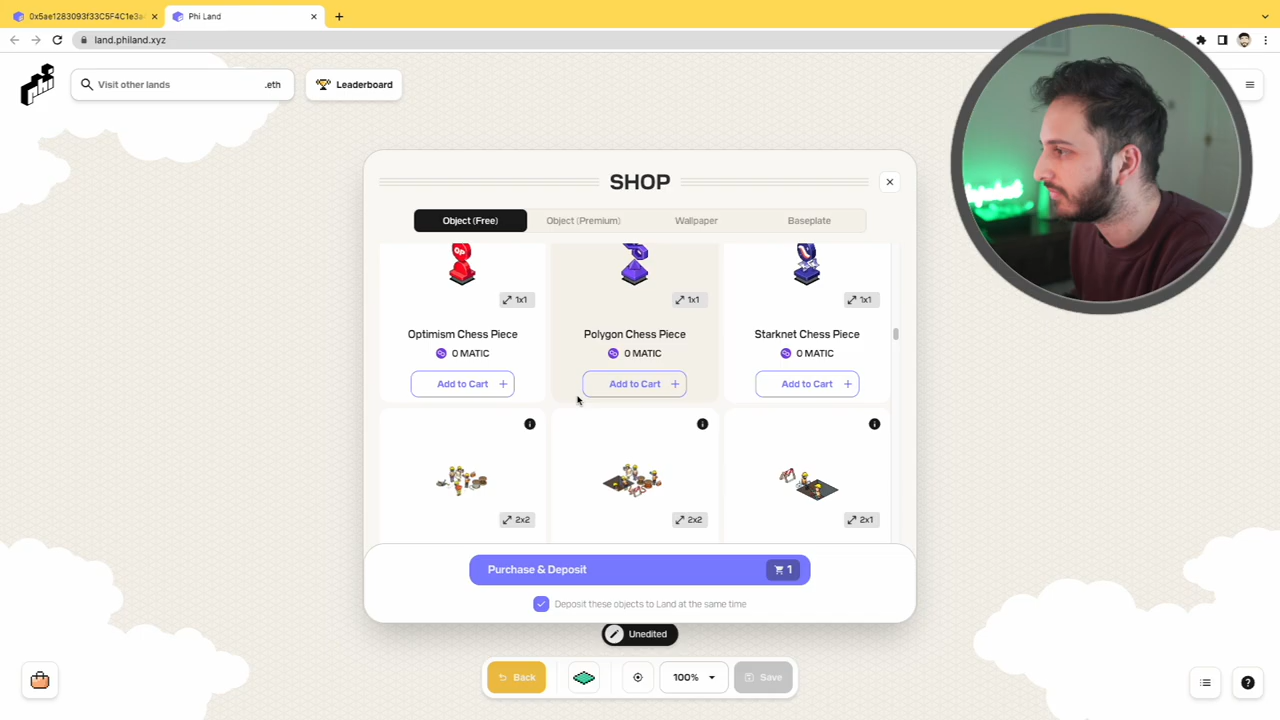 0x5ae1283093f33C5F4C1e3a
Phi Land
land.philand.xyz
Visit other lands
.eth
Leaderboard
SHOP
Object (Free)
Object (Premium)
Wallpaper
Baseplate
1x1
1x1
1x1
Optimism Chess Piece
Polygon Chess Piece
Starknet Chess Piece
0 MATIC
0 MATIC
0 MATIC
Add to Cart +
Add to Cart +
Add to Cart +
2x2
2x2
2x1
Purchase & Deposit
1
Deposit these objects to Land at the same time
Unedited
Back
100%
Save